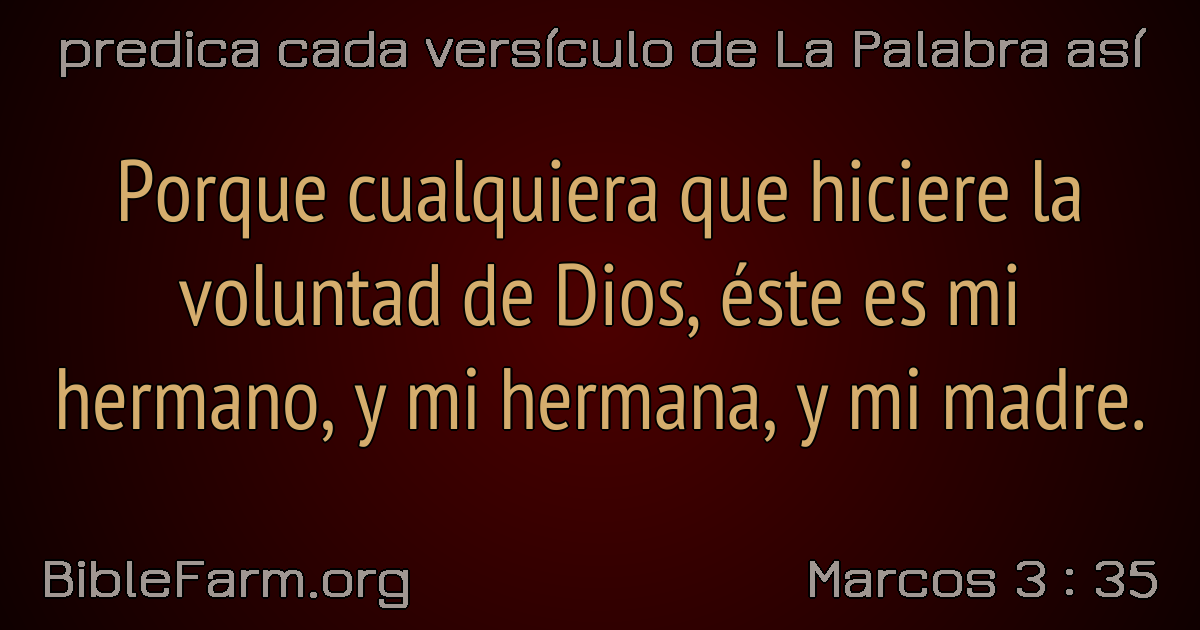 predica cada versículo de La Palabra así
Porque cualquiera que hiciere la
voluntad de Dios, éste es mi
hermano, y mi hermana, y mi madre.
BibleFarm.org
Marcos 3 : 35